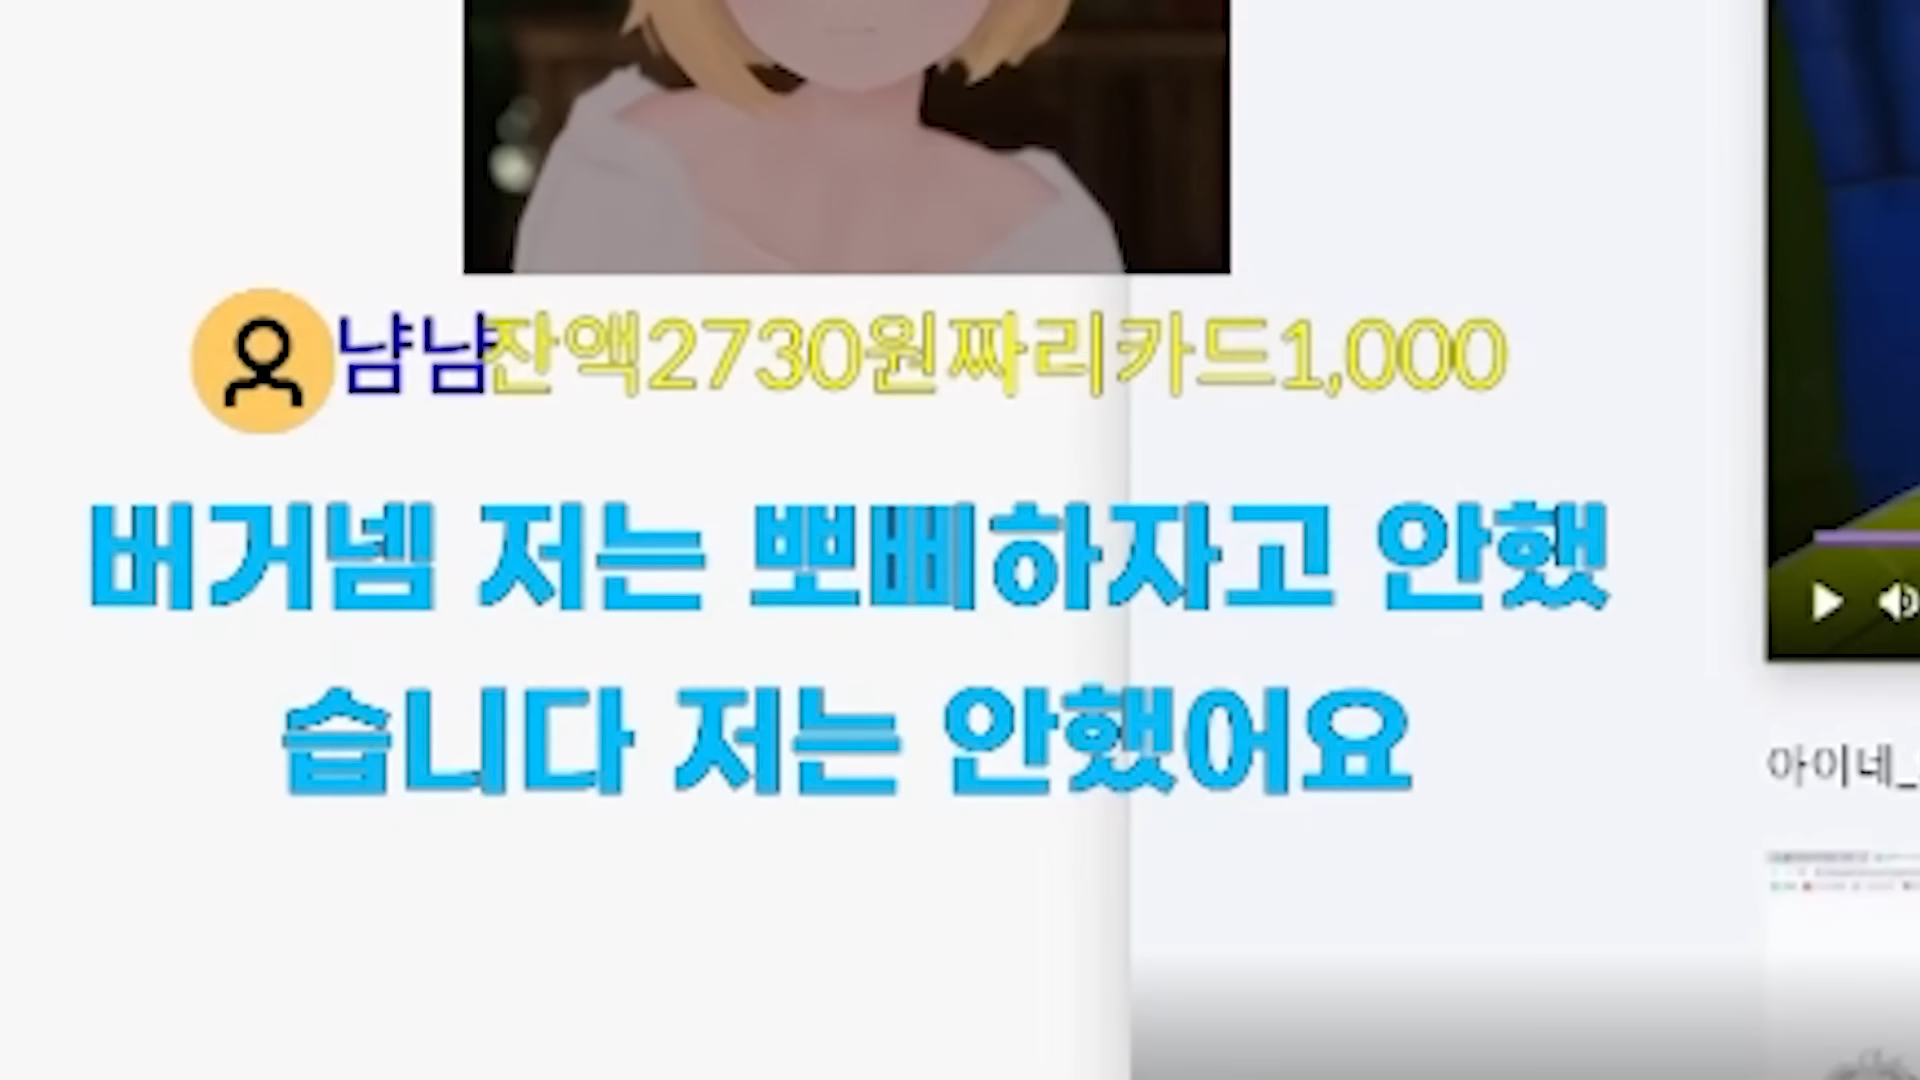 냠냠잔액2730원짜리카드1,000
버거넴 저는 뽀삐하자고 안했
습니다 저는 안했어요
아이네_